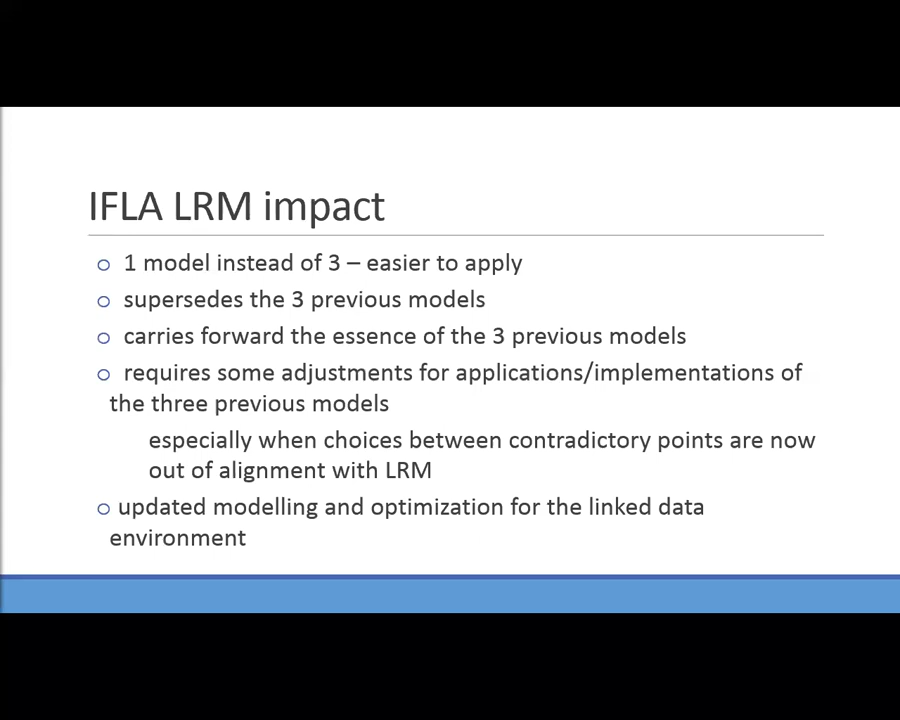 IFLA LRM impact
o 1 model instead of 3 – easier to apply
o supersedes the 3 previous models
o carries forward the essence of the 3 previous models
o requires some adjustments for applications/implementations of
the three previous models
especially when choices between contradictory points are now
out of alignment with LRM
o updated modelling and optimization for the linked data
environment